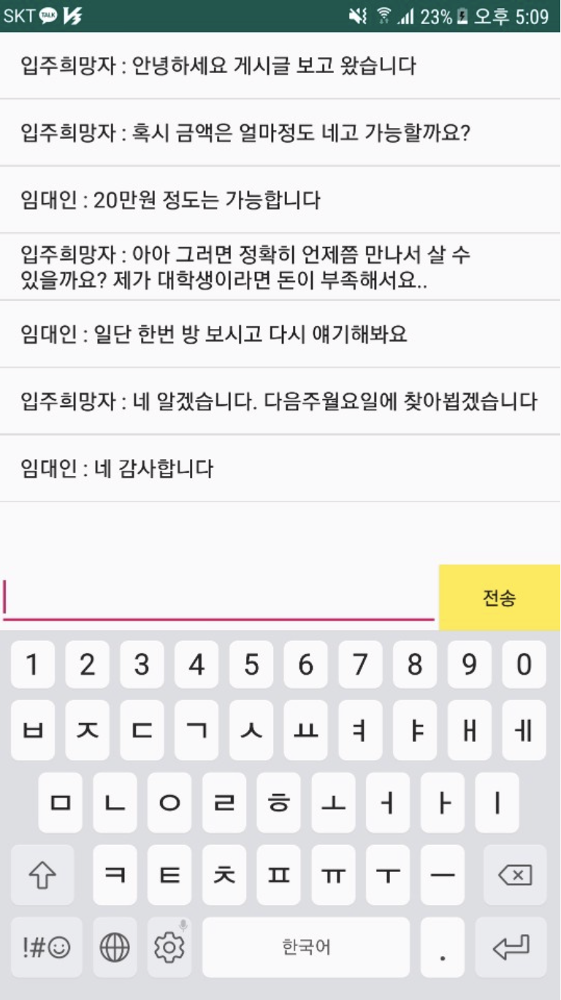 SKT TALK V3 23% 오후 5:09
입주희망자 : 안녕하세요 게시글 보고 왔습니다
입주희망자 : 혹시 금액은 얼마정도 네고 가능할까요?
임대인 : 20만원 정도는 가능합니다
입주희망자 : 아아 그러면 정확히 언제쯤 만나서 살 수
있을까요? 제가 대학생이라면 돈이 부족해서요..
임대인 : 일단 한번 방 보시고 다시 얘기해봐요
입주희망자 : 네 알겠습니다. 다음주월요일에 찾아뵙겠습니다
임대인 : 네 감사합니다
전송
1 2 3 4 5 6 7 8 9 0
ㅂ ㅈ ㄷ ㄱ ㅅ ㅛ ㅕ ㅑ ㅐ ㅔ
ㅁ ㄴ ㅇ ㄹ ㅎ ㅗ ㅓ ㅏ ㅣ
ㅋ ㅌ ㅊ ㅍ ㅠ ㅜ ㅡ
!#☺ 한국어 .